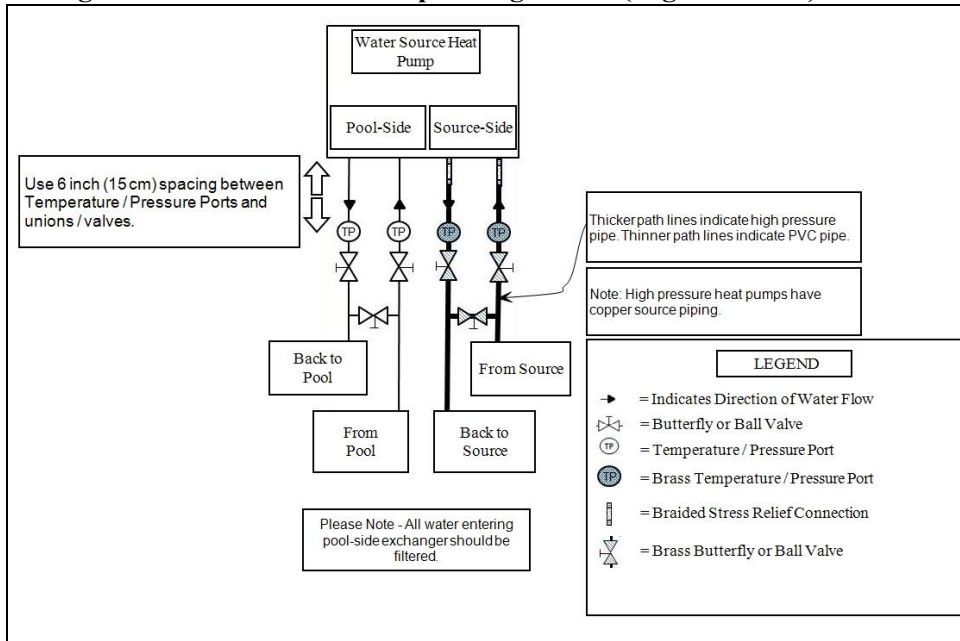 Water Source Heat
Pump
Pool-Side
Source-Side
Use 6 inch (15 cm) spacing between
Temperature / Pressure Ports and
unions / valves.
TP
TP
TP
TP
Thicker path lines indicate high pressure
pipe. Thinner path lines indicate PVC pipe.
Note: High pressure heat pumps have
copper source piping.
Back to
Pool
From Source
From
Pool
Back to
Source
Please Note - All water entering
pool-side exchanger should be
filtered.
LEGEND
= Indicates Direction of Water Flow
= Butterfly or Ball Valve
TP = Temperature / Pressure Port
TP = Brass Temperature / Pressure Port
= Braided Stress Relief Connection
= Brass Butterfly or Ball Valve